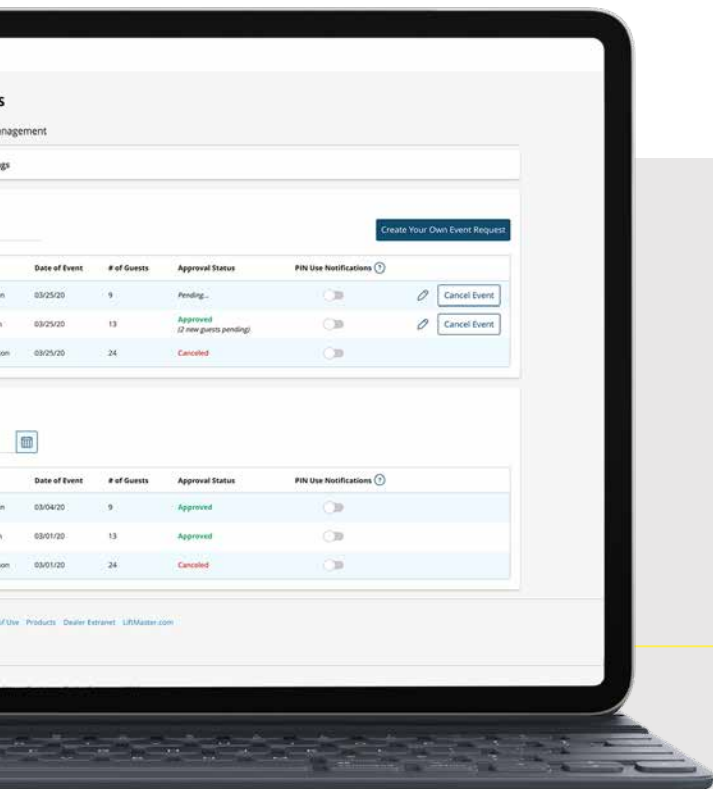 s
nagement
gs
Create Your Own Event Request
Date of Event # of Guests Approval Status PIN Use Notifications ?
n 03/25/20 9 Pending... Cancel Event
n 03/25/20 13 Approved (2 new guests pending) Cancel Event
on 03/25/20 24 Canceled
Date of Event # of Guests Approval Status PIN Use Notifications ?
n 03/04/20 9 Approved
n 03/01/20 13 Approved
on 03/01/20 24 Canceled
of Use Products Dealer Extranet LiftMaster.com